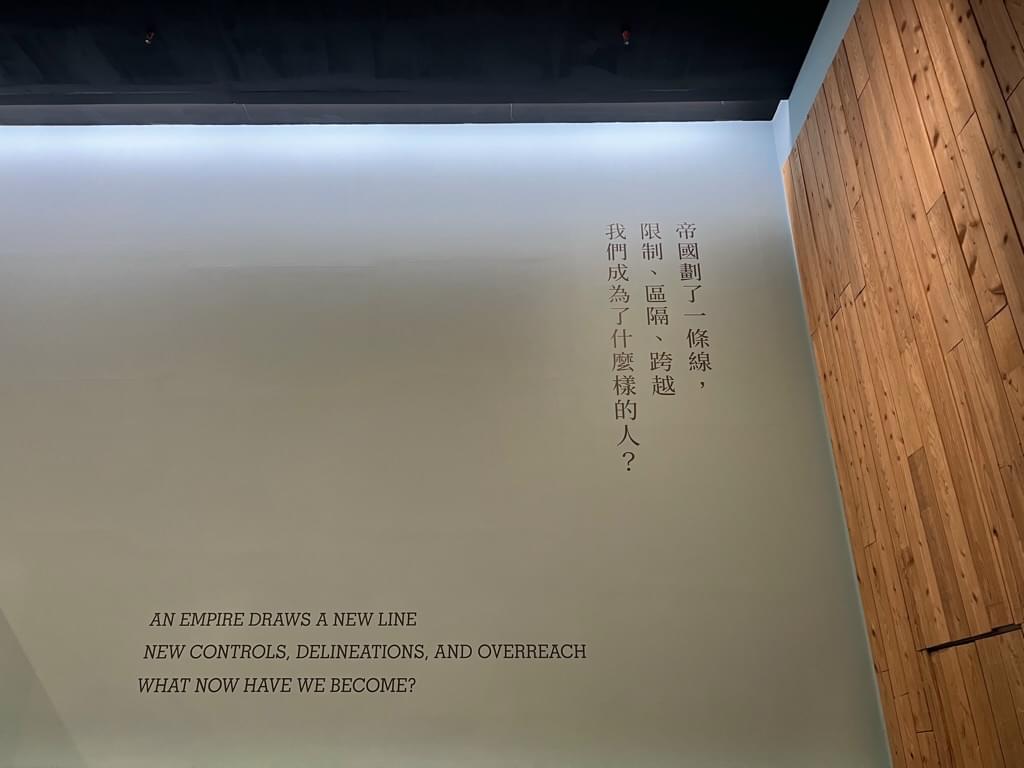 帝國劃了一條線，
限制、區隔、跨越
我們成為了什麼樣的人？
AN EMPIRE DRAWS A NEW LINE
NEW CONTROLS, DELINEATIONS, AND OVERREACH
WHAT NOW HAVE WE BECOME?